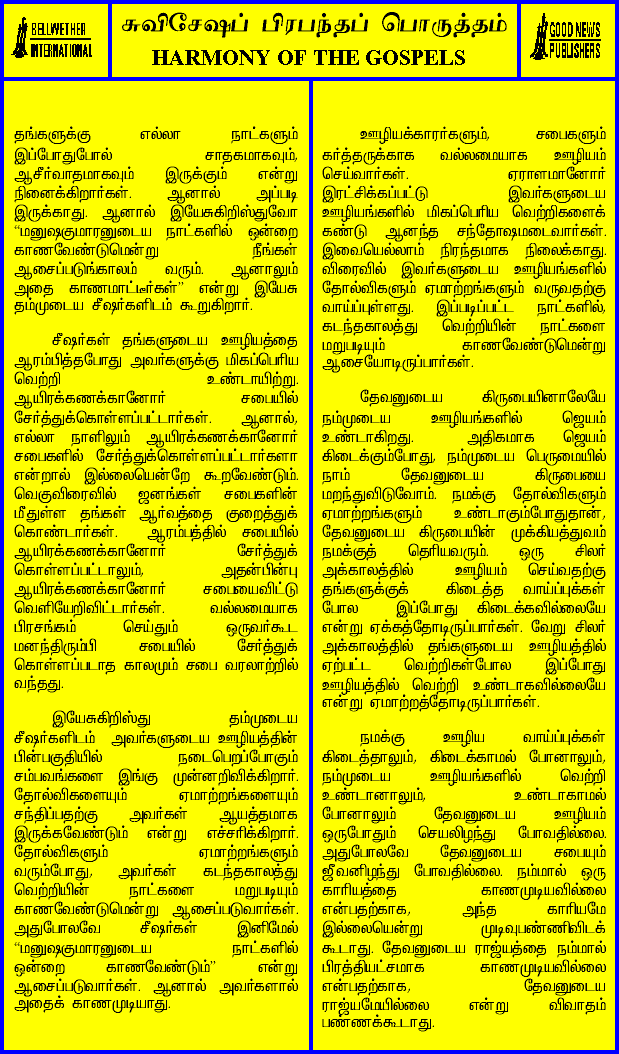 BELLWETHER
INTERNATIONAL
சுவிசேஷப் பிரபந்தப் பொருத்தம்
HARMONY OF THE GOSPELS
GOOD NEWS
PUBLISHERS
தங்களுக்கு எல்லா நாட்களும்
இப்போதுபோல் சாதகமாகவும்,
ஆசீர்வாதமாகவும் இருக்கும் என்று
நினைக்கிறார்கள். ஆனால் அப்படி
இருக்காது. ஆனால் இயேசுகிறிஸ்துவோ
“மனுஷகுமாரனுடைய நாட்களில் ஒன்றை
காணவேண்டுமென்று நீங்கள்
ஆசைப்படுங்காலம் வரும். ஆனாலும்
அதை காணமாட்டீர்கள்” என்று இயேசு
தம்முடைய சீஷர்களிடம் கூறுகிறார்.
சீஷர்கள் தங்களுடைய ஊழியத்தை
ஆரம்பித்தபோது அவர்களுக்கு மிகப்பெரிய
வெற்றி உண்டாயிற்று.
ஆயிரக்கணக்கானோர் சபையில்
சேர்த்துக்கொள்ளப்பட்டார்கள். ஆனால்,
எல்லா நாளிலும் ஆயிரக்கணக்கானோர்
சபைகளில் சேர்த்துக்கொள்ளப்பட்டார்களா
என்றால் இல்லையென்றே கூறவேண்டும்.
வெகுவிரைவில் ஜனங்கள் சபைகளின்
மீதுள்ள தங்கள் ஆர்வத்தை குறைத்துக்
கொண்டார்கள். ஆரம்பத்தில் சபையில்
ஆயிரக்கணக்கானோர் சேர்த்துக்
கொள்ளப்பட்டாலும், அதன்பின்பு
ஆயிரக்கணக்கானோர் சபையைவிட்டு
வெளியேறிவிட்டார்கள். வல்லமையாக
பிரசங்கம் செய்தும் ஒருவர்கூட
மனந்திரும்பி சபையில் சேர்த்துக்
கொள்ளப்படாத காலமும் சபை வரலாற்றில்
வந்தது.
இயேசுகிறிஸ்து தம்முடைய
சீஷர்களிடம் அவர்களுடைய ஊழியத்தின்
பின்பகுதியில் நடைபெறப்போகும்
சம்பவங்களை இங்கு முன்னறிவிக்கிறார்.
தோல்விகளையும் ஏமாற்றங்களையும்
சந்திப்பதற்கு அவர்கள் ஆயத்தமாக
இருக்கவேண்டும் என்று எச்சரிக்கிறார்.
தோல்விகளும் ஏமாற்றங்களும்
வரும்போது, அவர்கள் கடந்தகாலத்து
வெற்றியின் நாட்களை மறுபடியும்
காணவேண்டுமென்று ஆசைப்படுவார்கள்.
அதுபோலவே சீஷர்கள் இனிமேல்
“மனுஷகுமாரனுடைய நாட்களில்
ஒன்றை காணவேண்டும்” என்று
ஆசைப்படுவார்கள். ஆனால் அவர்களால்
அதைக் காணமுடியாது.
ஊழியக்காரர்களும், சபைகளும்
கர்த்தருக்காக வல்லமையாக ஊழியம்
செய்வார்கள். ஏராளமானோர்
இரட்சிக்கப்பட்டு இவர்களுடைய
ஊழியங்களில் மிகப்பெரிய வெற்றிகளைக்
கண்டு ஆனந்த சந்தோஷமடைவார்கள்.
இவையெல்லாம் நிரந்தமாக நிலைக்காது.
விரைவில் இவர்களுடைய ஊழியங்களில்
தோல்விகளும் ஏமாற்றங்களும் வருவதற்கு
வாய்ப்புள்ளது. இப்படிப்பட்ட நாட்களில்,
கடந்தகாலத்து வெற்றியின் நாட்களை
மறுபடியும் காணவேண்டுமென்று
ஆசையோடிருப்பார்கள்.
தேவனுடைய கிருபையினாலேயே
நம்முடைய ஊழியங்களில் ஜெயம்
உண்டாகிறது. அதிகமாக ஜெயம்
கிடைக்கும்போது, நம்முடைய பெருமையில்
நாம் தேவனுடைய கிருபையை
மறந்துவிடுவோம். நமக்கு தோல்விகளும்
ஏமாற்றங்களும் உண்டாகும்போதுதான்,
தேவனுடைய கிருபையின் முக்கியத்துவம்
நமக்குத் தெரியவரும். ஒரு சிலர்
அக்காலத்தில் ஊழியம் செய்வதற்கு
தங்களுக்குக் கிடைத்த வாய்ப்புக்கள்
போல இப்போது கிடைக்கவில்லையே
என்று ஏக்கத்தோடிருப்பார்கள். வேறு சிலர்
அக்காலத்தில் தங்களுடைய ஊழியத்தில்
ஏற்பட்ட வெற்றிகள்போல இப்போது
ஊழியத்தில் வெற்றி உண்டாகவில்லையே
என்று ஏமாற்றத்தோடிருப்பார்கள்.
நமக்கு ஊழிய வாய்ப்புக்கள்
கிடைத்தாலும், கிடைக்காமல் போனாலும்,
நம்முடைய ஊழியங்களில் வெற்றி
உண்டானாலும், உண்டாகாமல்
போனாலும் தேவனுடைய ஊழியம்
ஒருபோதும் செயலிழந்து போவதில்லை.
அதுபோலவே தேவனுடைய சபையும்
ஜீவனிழந்து போவதில்லை. நம்மால் ஒரு
காரியத்தை காணமுடியவில்லை
என்பதற்காக, அந்த காரியமே
இல்லையென்று முடிவுபண்ணிவிடக்
கூடாது. தேவனுடைய ராஜ்யத்தை நம்மால்
பிரத்தியட்சமாக காணமுடியவில்லை
என்பதற்காக, தேவனுடைய
ராஜ்யமேயில்லை என்று விவாதம்
பண்ணக்கூடாது.